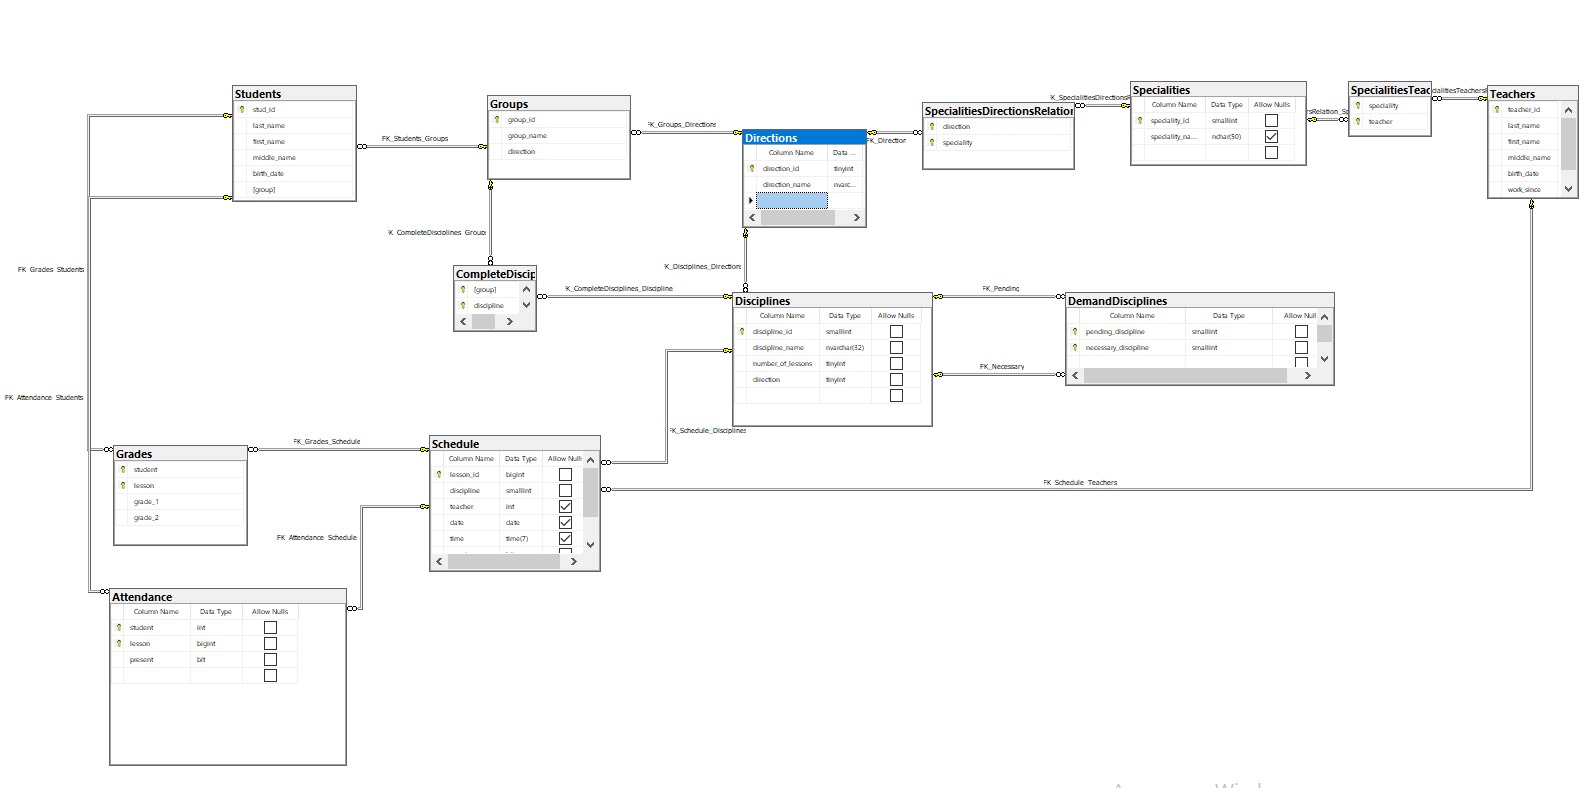 Students
stud_id
last_name
first_name
middle_name
birth_date
[group]
FK_Students_Groups
Groups
group_id
group_name
direction
FK_Groups_Directions
Directions
Column Name Data ...
direction_id tinyint
direction_name nvarc...
FK_Direction
SpecialitiesDirectionsRelation
direction
speciality
K_SpecialitiesDirectionsR
Specialities
Column Name Data Type Allow Nulls
speciality_id smallint
speciality_na... nchar(50)
SpecialitiesTeac
speciality
teacher
Teachers
teacher_id
last_name
first_name
middle_name
birth_date
work_since
FK_Grades_Students
FK_Attendance_Students
K_CompleteDisciplines_Groups
CompleteDiscip
[group]
discipline
K_CompleteDisciplines_Discipline
FK_Disciplines_Directions
Disciplines
Column Name Data Type Allow Nulls
discipline_id smallint
discipline_name nvarchar(32)
number_of_lessons tinyint
direction tinyint
FK_Pending
FK_Necessary
DemandDisciplines
Column Name Data Type Allow Null
pending_discipline smallint
necessary_discipline smallint
FK_Schedule_Disciplines
FK_Schedule_Teachers
Grades
student
lesson
grade_1
grade_2
FK_Grades_Schedule
Schedule
Column Name Data Type Allow Nulls
lesson_id bigint
discipline smallint
teacher int
date date
time time(7)
FK_Attendance_Schedule
Attendance
Column Name Data Type Allow Nulls
student int
lesson bigint
present bit